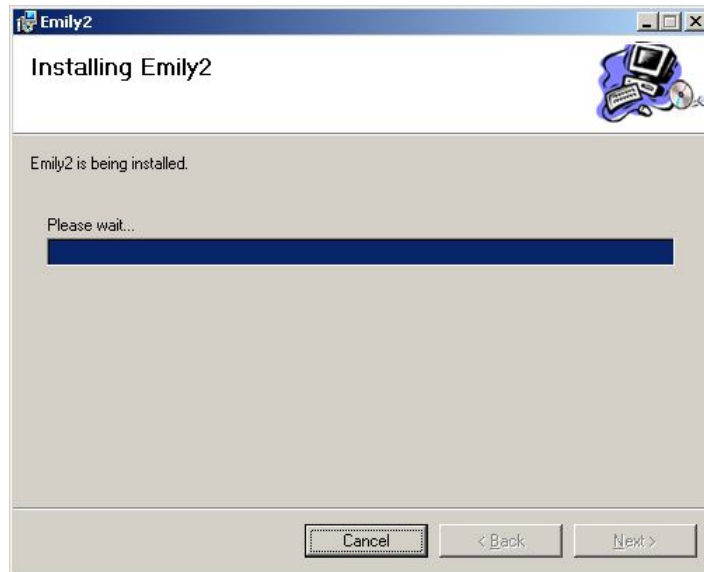 Emily2
Installing Emily2
Emily2 is being installed.
Please wait...
Cancel
< Back
Next >